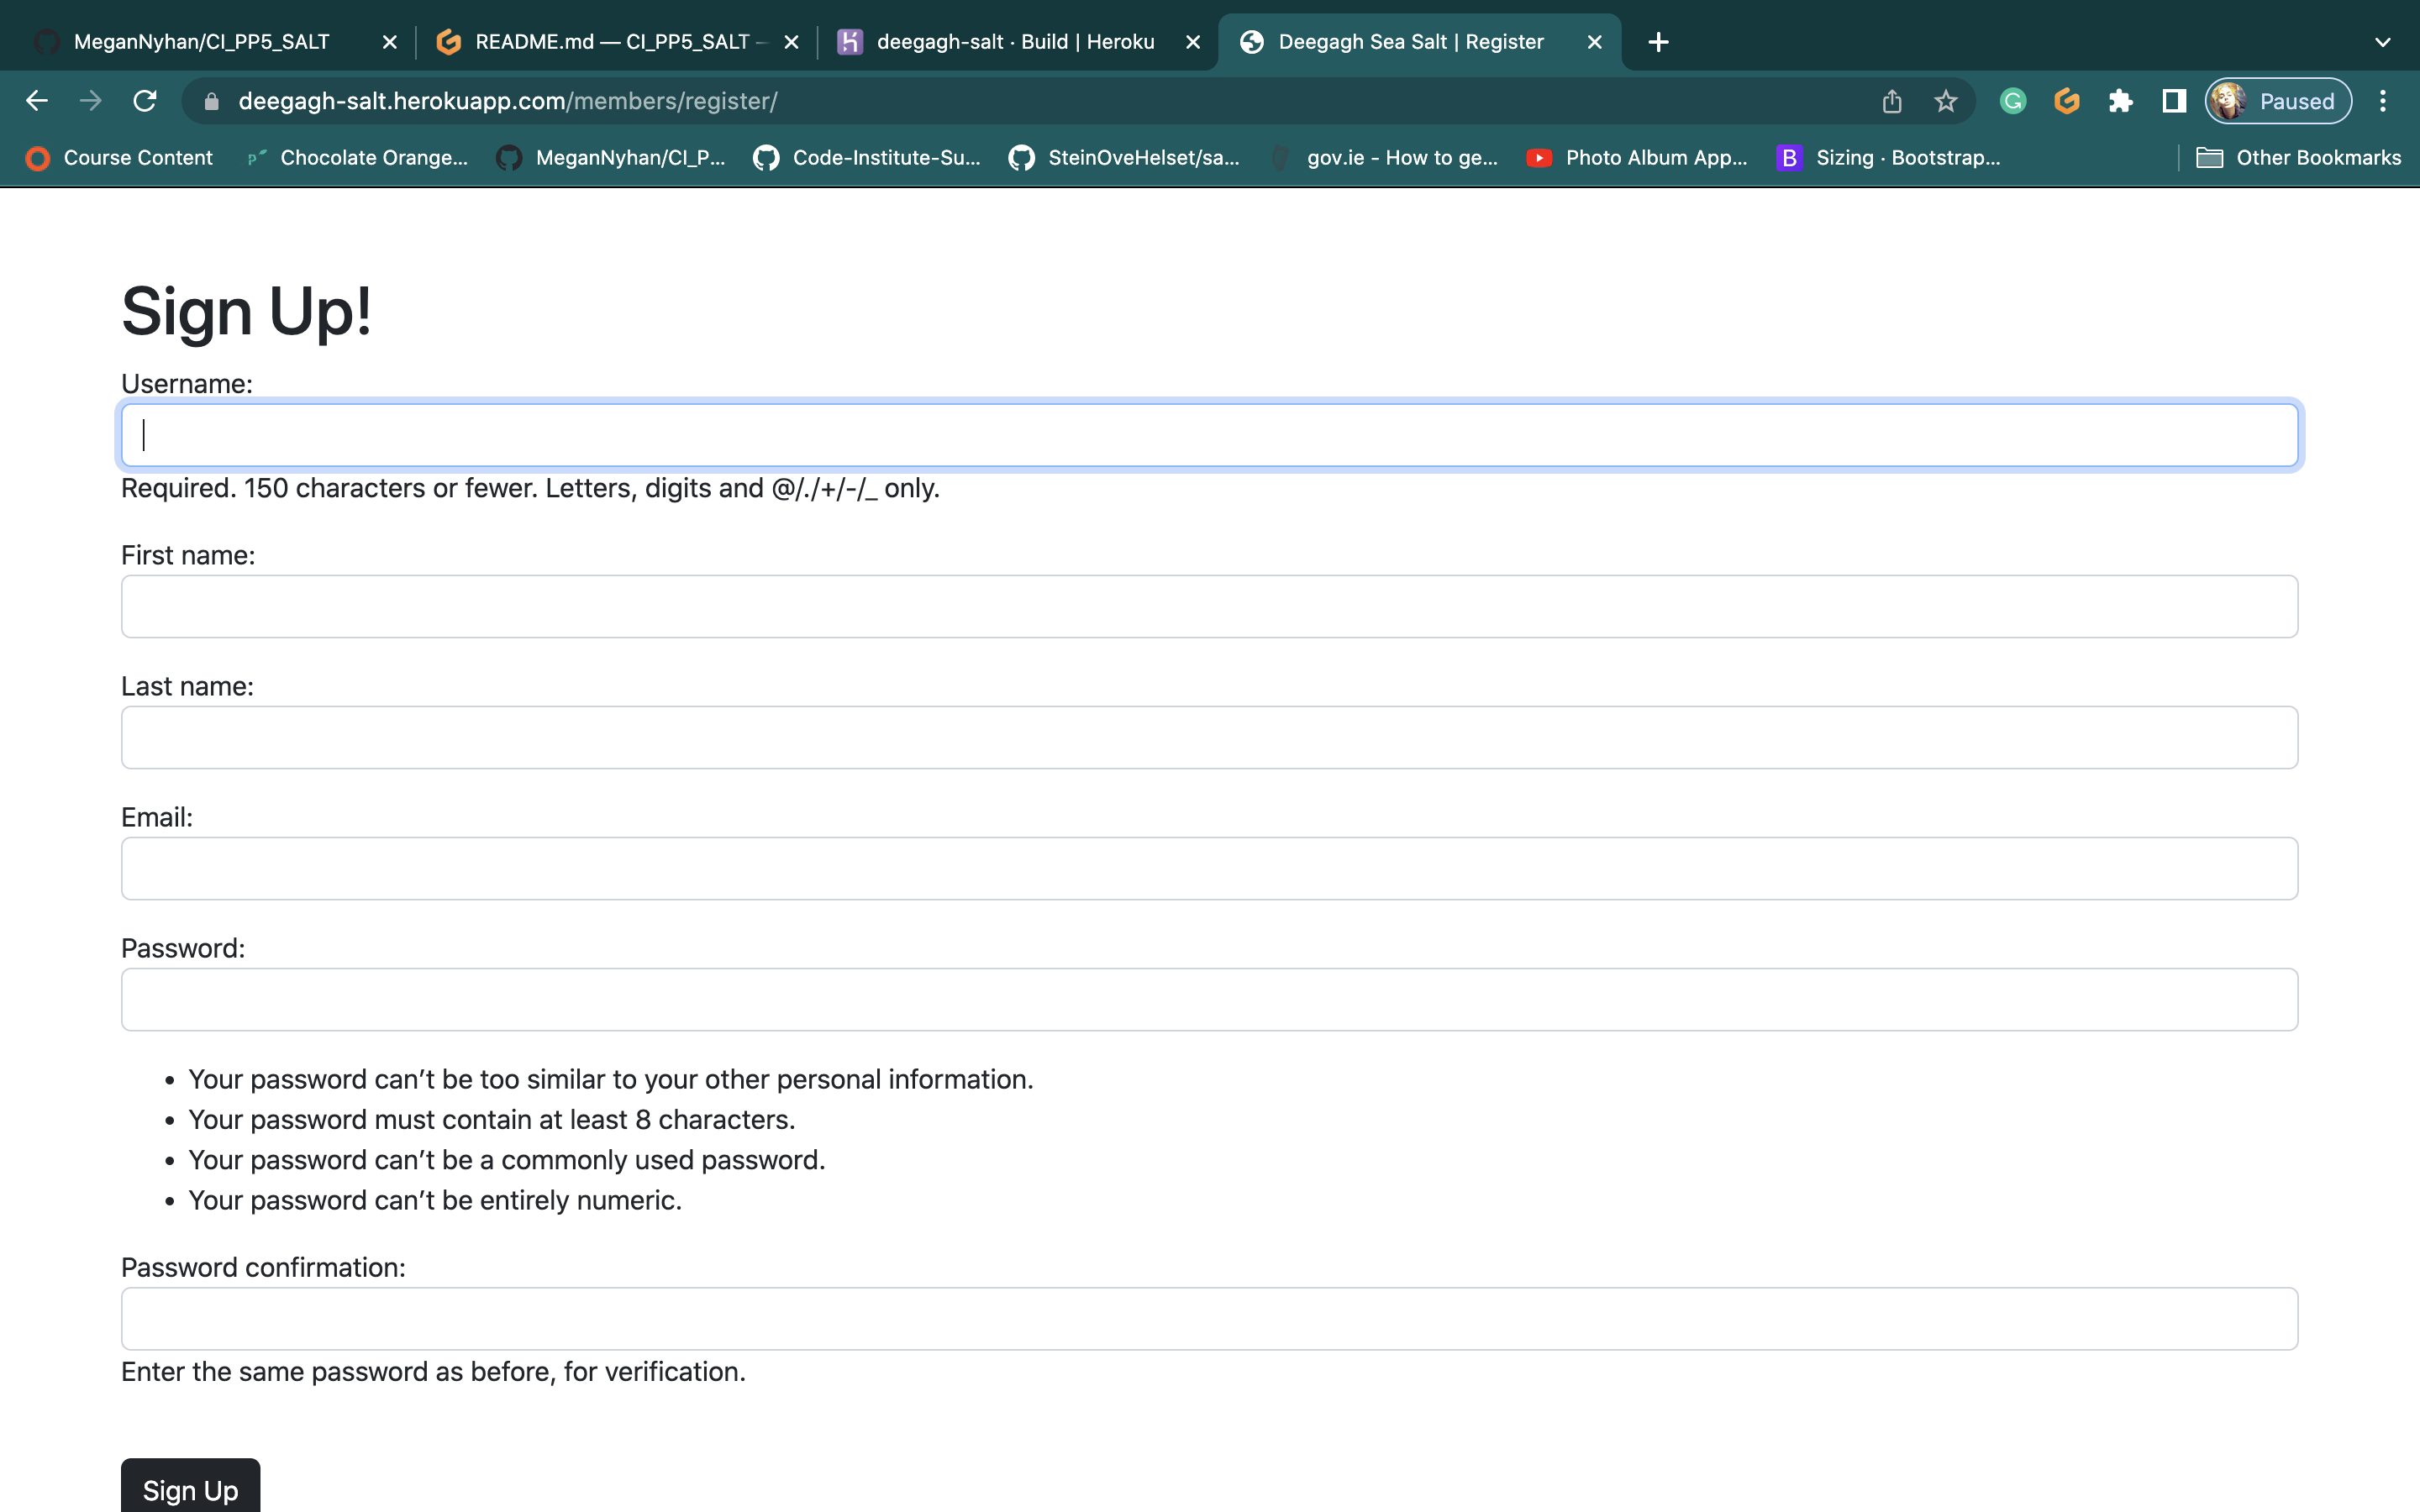 MeganNyhan/CI_PP5_SALT
README.md — CI_PP5_SALT –
deegagh-salt · Build | Heroku
Deegagh Sea Salt | Register
deegagh-salt.herokuapp.com/members/register/
Paused
Course Content
Chocolate Orange...
MeganNyhan/CI_P...
Code-Institute-Su...
SteinOveHelset/sa...
gov.ie - How to ge...
Photo Album App...
B Sizing · Bootstrap...
Other Bookmarks
Sign Up!
Username:
Required. 150 characters or fewer. Letters, digits and @/./+/-/_ only.
First name:
Last name:
Email:
Password:
• Your password can’t be too similar to your other personal information.
• Your password must contain at least 8 characters.
• Your password can’t be a commonly used password.
• Your password can’t be entirely numeric.
Password confirmation:
Enter the same password as before, for verification.
Sign Up